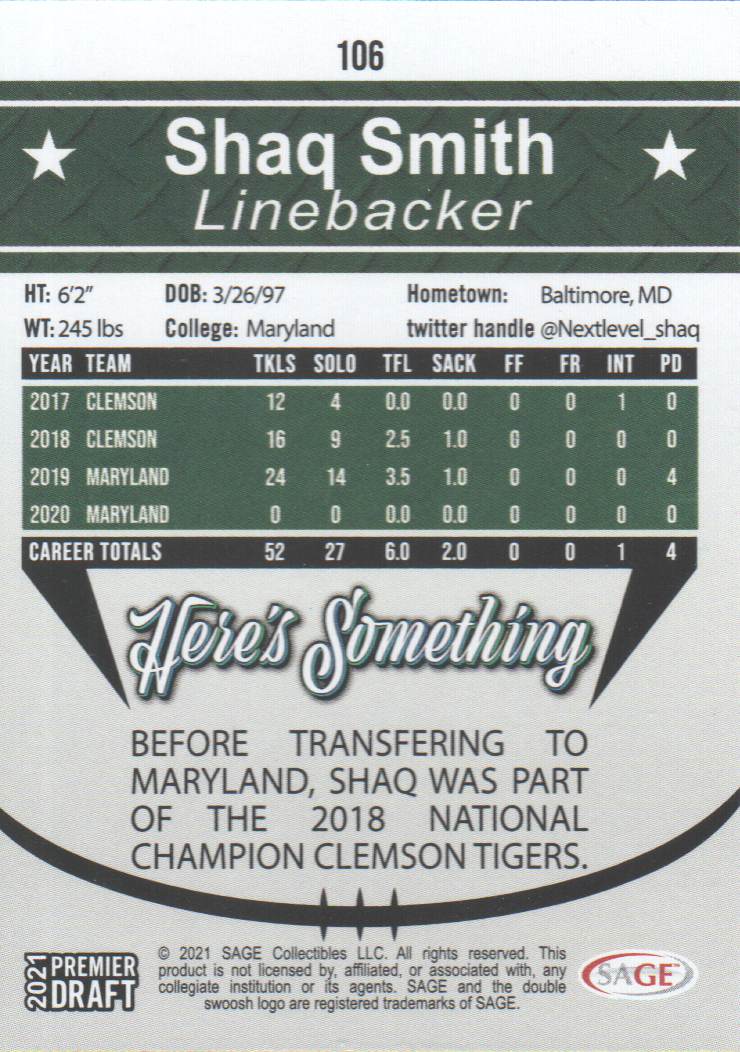 106
Shaq Smith
Linebacker
HT: 6'2" DOB: 3/26/97 Hometown: Baltimore, MD
WT: 245 lbs College: Maryland twitter handle @Nextlevel_shaq
YEAR TEAM TKLS SOLO TFL SACK FF FR INT PD
2017 CLEMSON 12 4 0.0 0.0 0 0 1 0
2018 CLEMSON 16 9 2.5 1.0 0 0 0 0
2019 MARYLAND 24 14 3.5 1.0 0 0 0 4
2020 MARYLAND 0 0 0.0 0.0 0 0 0 0
CAREER TOTALS 52 27 6.0 2.0 0 0 1 4
Here's Something
BEFORE TRANSFERING TO
MARYLAND, SHAQ WAS PART
OF THE 2018 NATIONAL
CHAMPION CLEMSON TIGERS.
2021 PREMIER DRAFT
© 2021 SAGE Collectibles LLC. All rights reserved. This
product is not licensed by, affiliated, or associated with, any
collegiate institution or its agents. SAGE and the double
swoosh logo are registered trademarks of SAGE.
SAGE™